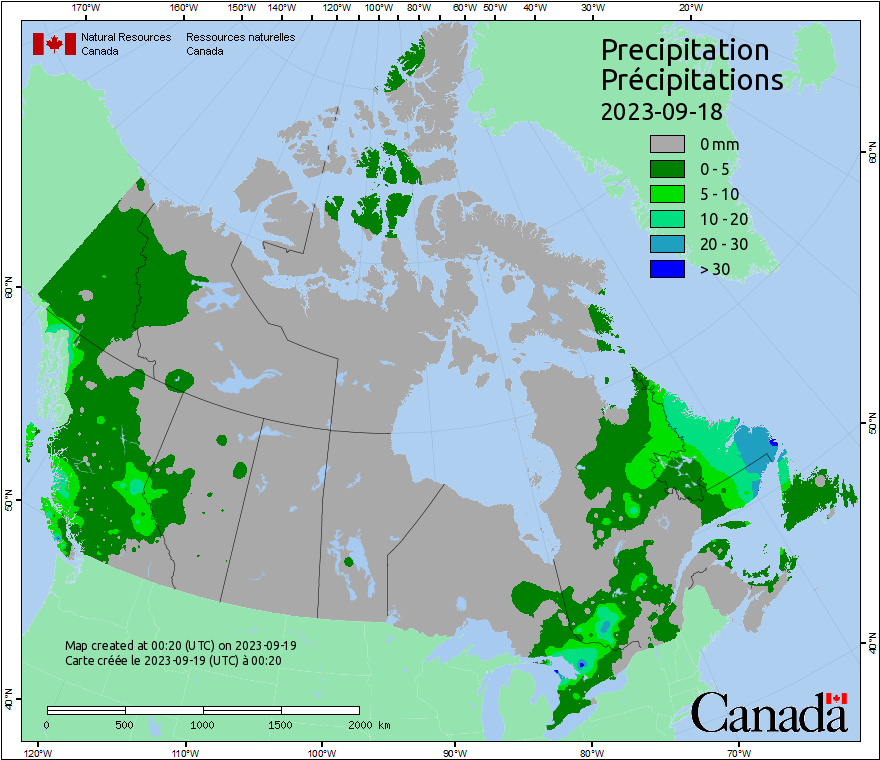 170°W 160°W 150°W 140°W 130°W 120°W 110°W 100°W 90°W 80°W 60°W 50°W 40°W 30°W 20°W
Natural Resources Canada
Ressources naturelles Canada
Precipitation
Précipitations
2023-09-18
0 mm
0 - 5
5 - 10
10 - 20
20 - 30
> 30
60°N
50°N
40°N
60°N
50°N
40°N
Map created at 00:20 (UTC) on 2023-09-19
Carte créée le 2023-09-19 (UTC) à 00:20
0 500 1000 1500 2000 km
Canada
120°W 110°W 100°W 90°W 80°W 70°W